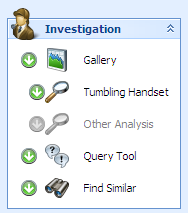 Investigation
Gallery
Tumbling Handset
Other Analysis
Query Tool
Find Similar